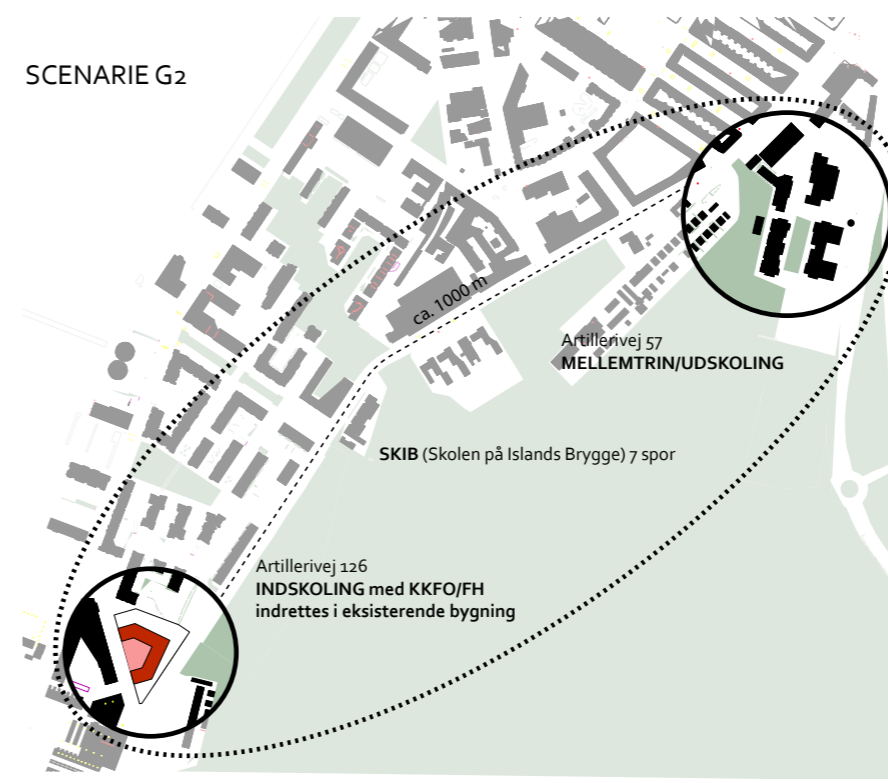 SCENARIE G2
ca. 1000 m
Artillerivej 57
MELLEMTRIN/UDSKOLING
SKIB (Skolen på Islands Brygge) 7 spor
Artillerivej 126
INDSKOLING med KKFO/FH
indrettes i eksisterende bygning